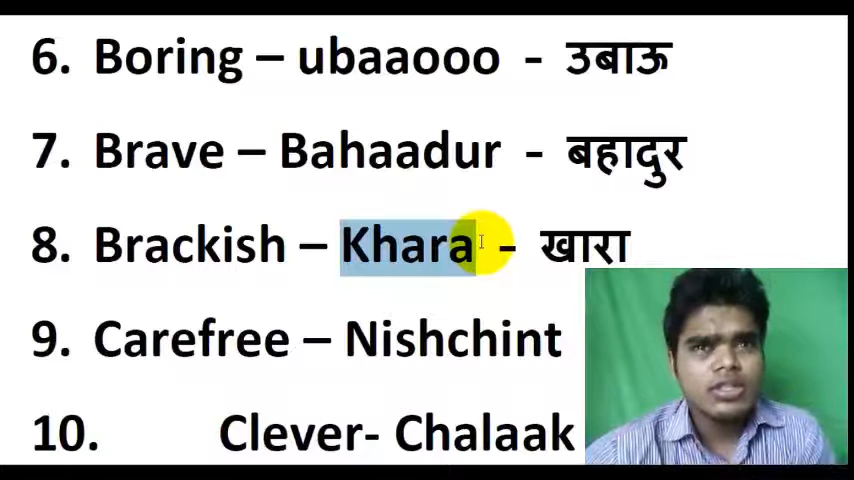 6. Boring – ubaaooo - उबाऊ
7. Brave – Bahaadur - बहादुर
8. Brackish – Khara - खारा
9. Carefree – Nishchint
10. Clever- Chalaak